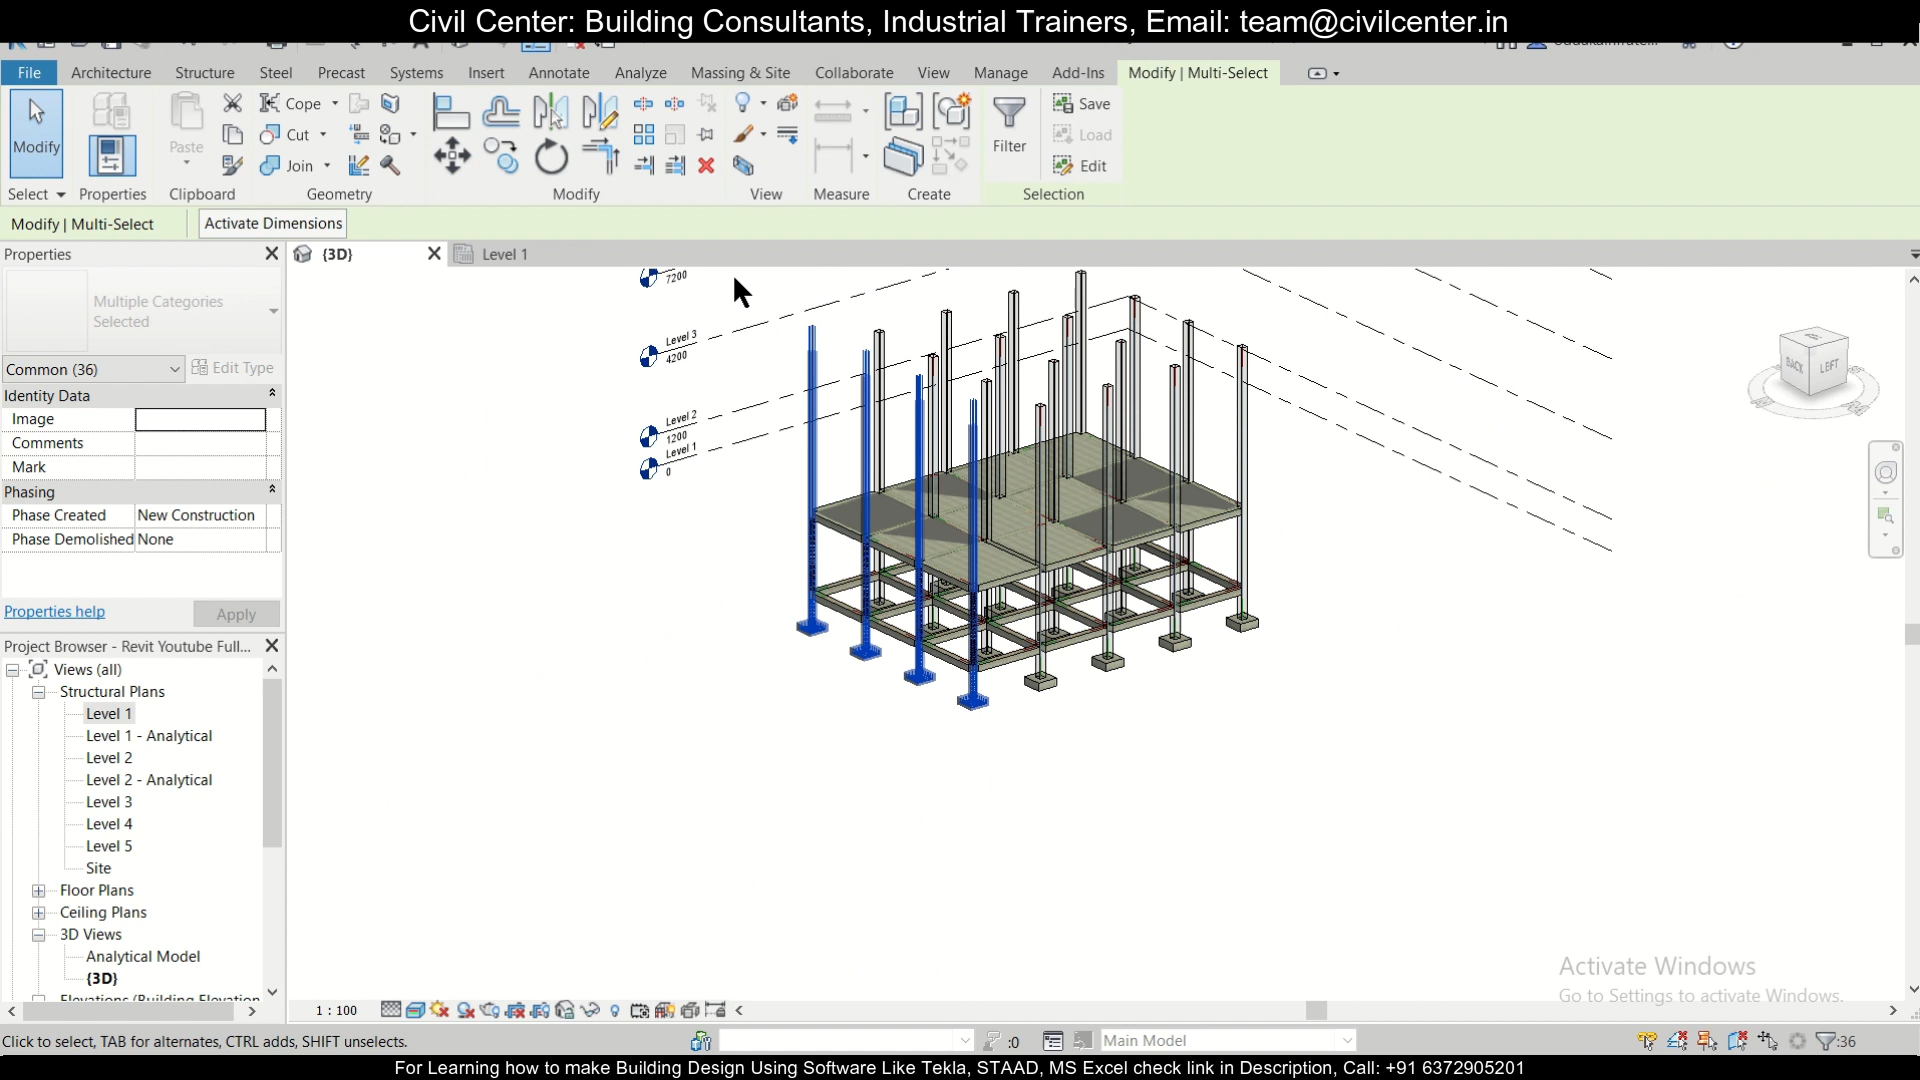 Civil Center: Building Consultants, Industrial Trainers, Email: team@civilcenter.in
File Architecture Structure Steel Precast Systems Insert Annotate Analyze Massing & Site Collaborate View Manage Add-Ins Modify | Multi-Select
Modify
Paste
Cope
Cut
Join
Filter
Save
Load
Edit
Select Properties Clipboard Geometry Modify View Measure Create Selection
Modify | Multi-Select Activate Dimensions
Properties
{3D}
Level 1
Multiple Categories
Selected
Common (36) Edit Type
Identity Data
Image
Comments
Mark
Phasing
Phase Created New Construction
Phase Demolished None
Properties help Apply
7200
Level 3
4200
Level 2
1200
Level 1
0
BACK LEFT
Project Browser - Revit Youtube Full...
Views (all)
Structural Plans
Level 1
Level 1 - Analytical
Level 2
Level 2 - Analytical
Level 3
Level 4
Level 5
Site
Floor Plans
Ceiling Plans
3D Views
Analytical Model
{3D}
Elevations (Building Elevation
Activate Windows
Go to Settings to activate Windows.
1 : 100
Click to select, TAB for alternates, CTRL adds, SHIFT unselects.
:0
Main Model
:36
For Learning how to make Building Design Using Software Like Tekla, STAAD, MS Excel check link in Description, Call: +91 6372905201